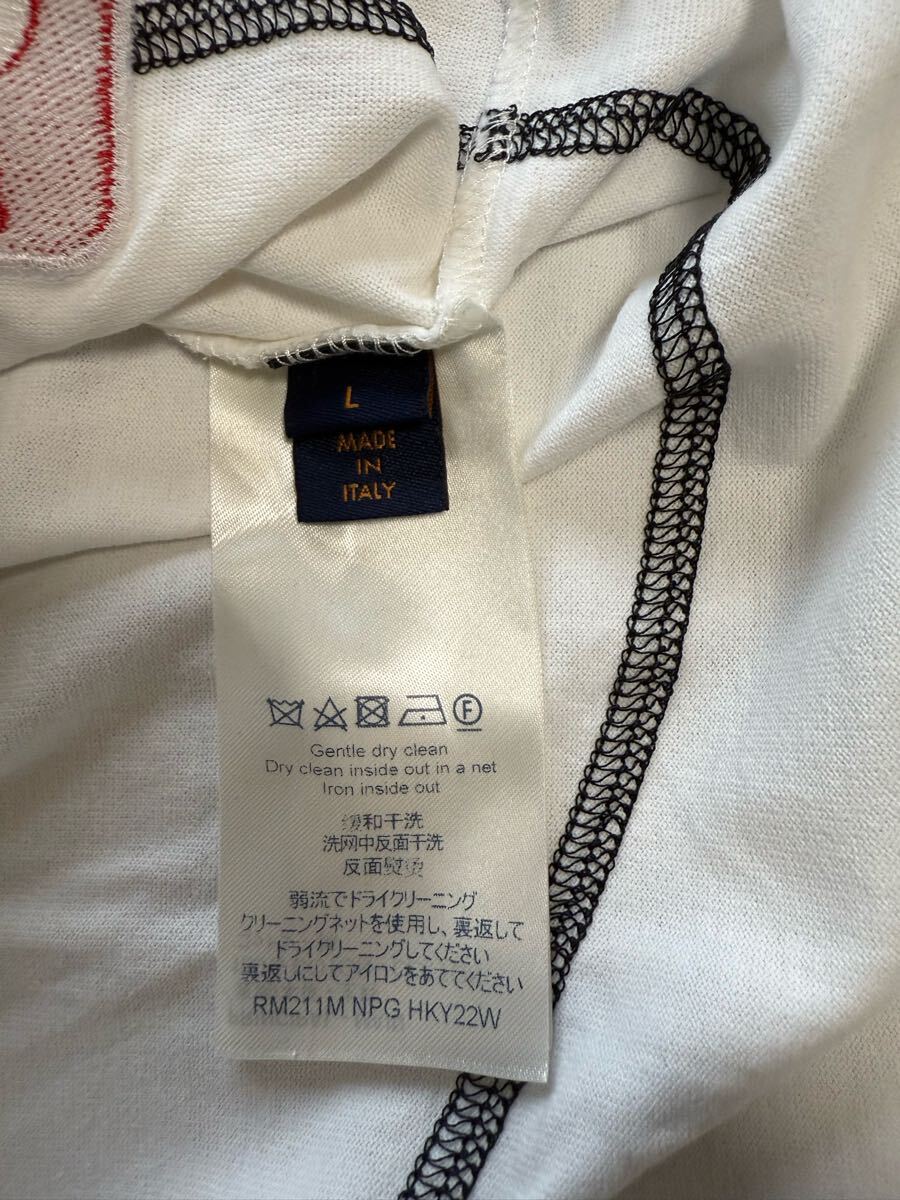 L
MADE
IN
ITALY
F
Gentle dry clean
Dry clean inside out in a net
Iron inside out
缓和干洗
洗网中反面干洗
反面熨烫
弱流でドライクリーニング
クリーニングネットを使用し、裏返して
ドライクリーニングしてください
裏返しにしてアイロンをあててください
RM211M NPG HKY22W